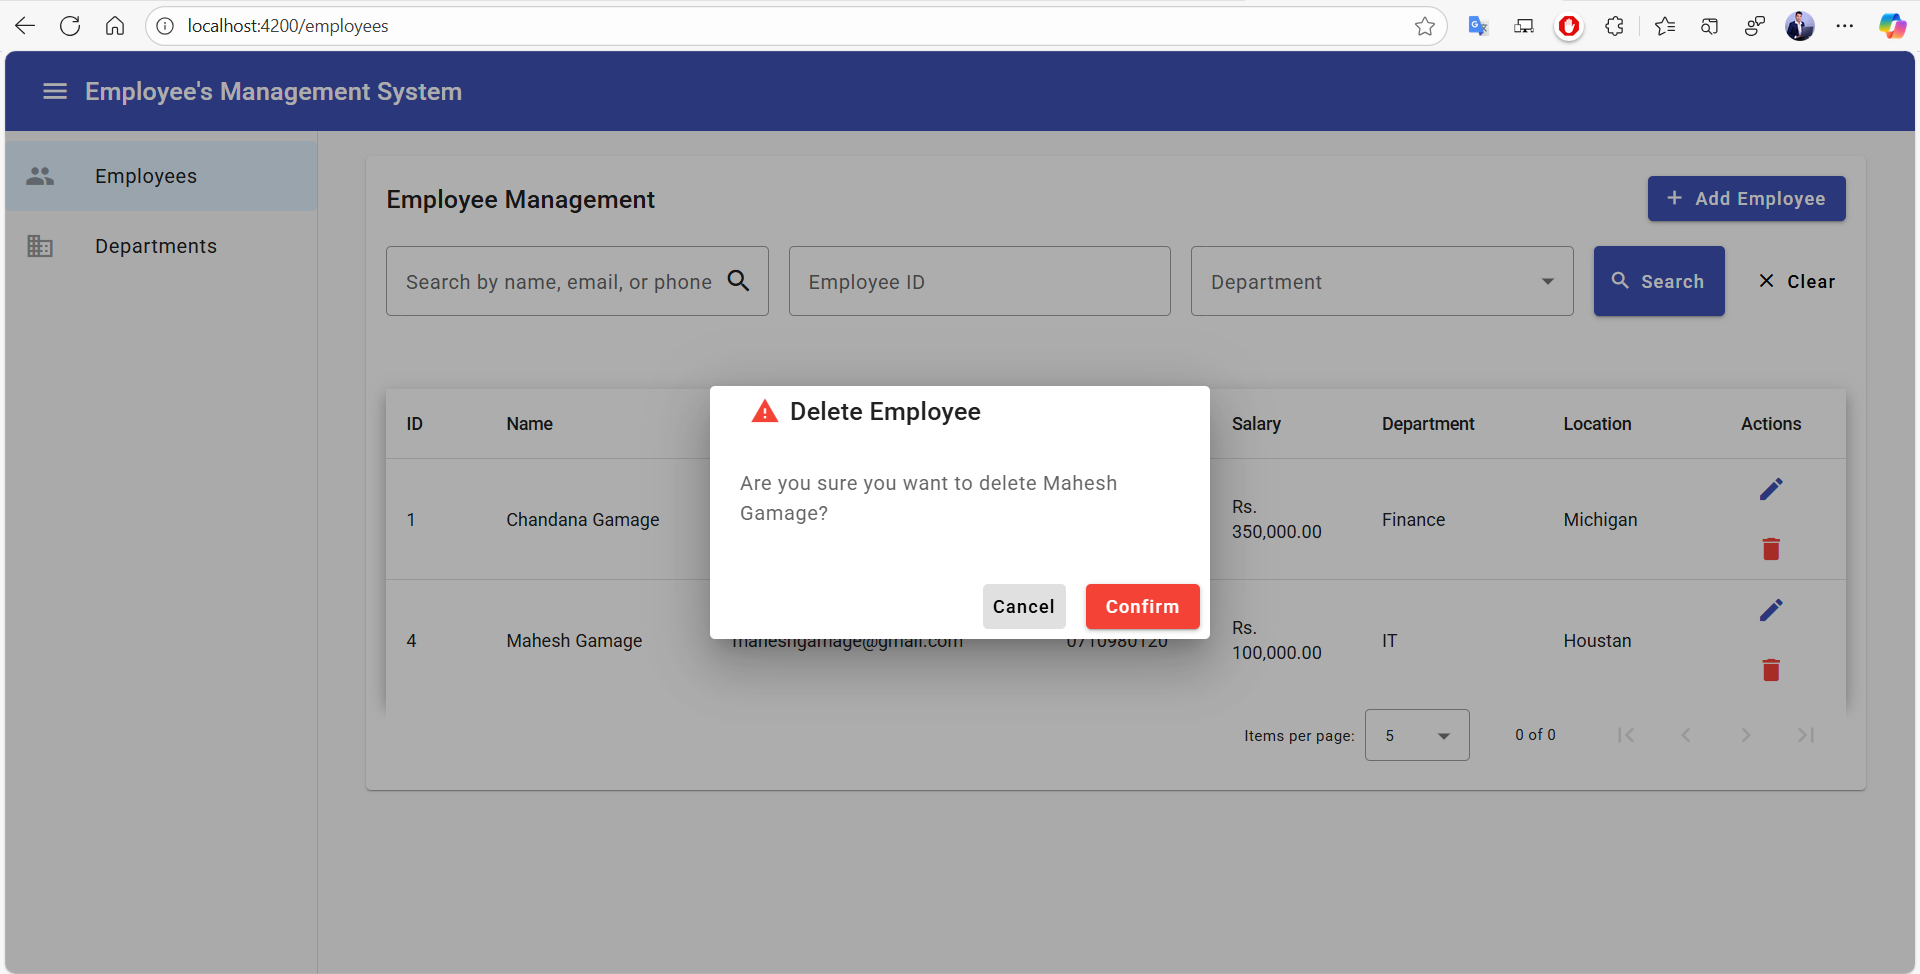 localhost:4200/employees
Employee's Management System
Employees
Departments
Employee Management
+ Add Employee
Search by name, email, or phone
Employee ID
Department
Search
Clear
ID Name Salary Department Location Actions
1 Chandana Gamage Rs. 350,000.00 Finance Michigan
4 Mahesh Gamage maheshgamage@gmail.com 0710980120 Rs. 100,000.00 IT Houstan
Items per page: 5 0 of 0
Delete Employee
Are you sure you want to delete Mahesh
Gamage?
Cancel Confirm